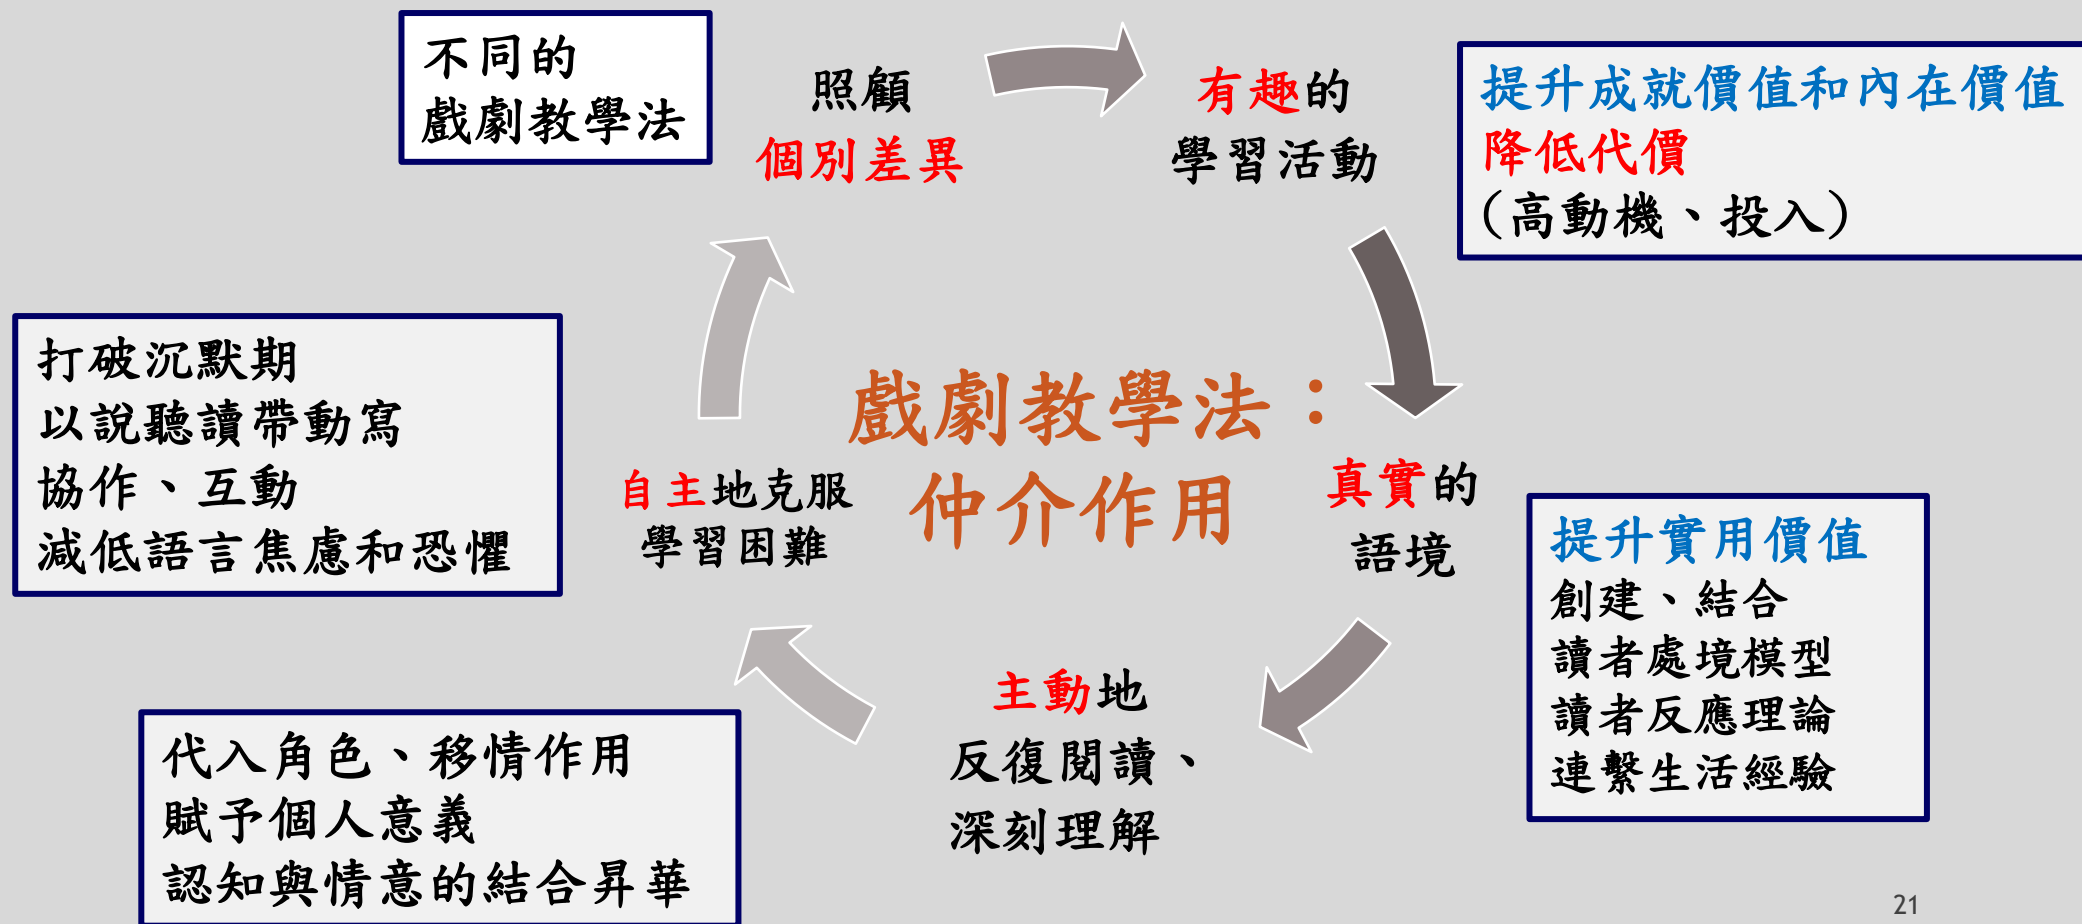 不同的
戲劇教學法
照顧
個別差異
有趣的
學習活動
提升成就價值和內在價值
降低代價
（高動機、投入）
打破沉默期
以說聽讀帶動寫
協作、互動
減低語言焦慮和恐懼
自主地克服
學習困難
戲劇教學法：
仲介作用
真實的
語境
提升實用價值
創建、結合
讀者處境模型
讀者反應理論
連繫生活經驗
主動地
反復閱讀、
深刻理解
代入角色、移情作用
賦予個人意義
認知與情意的結合昇華
21